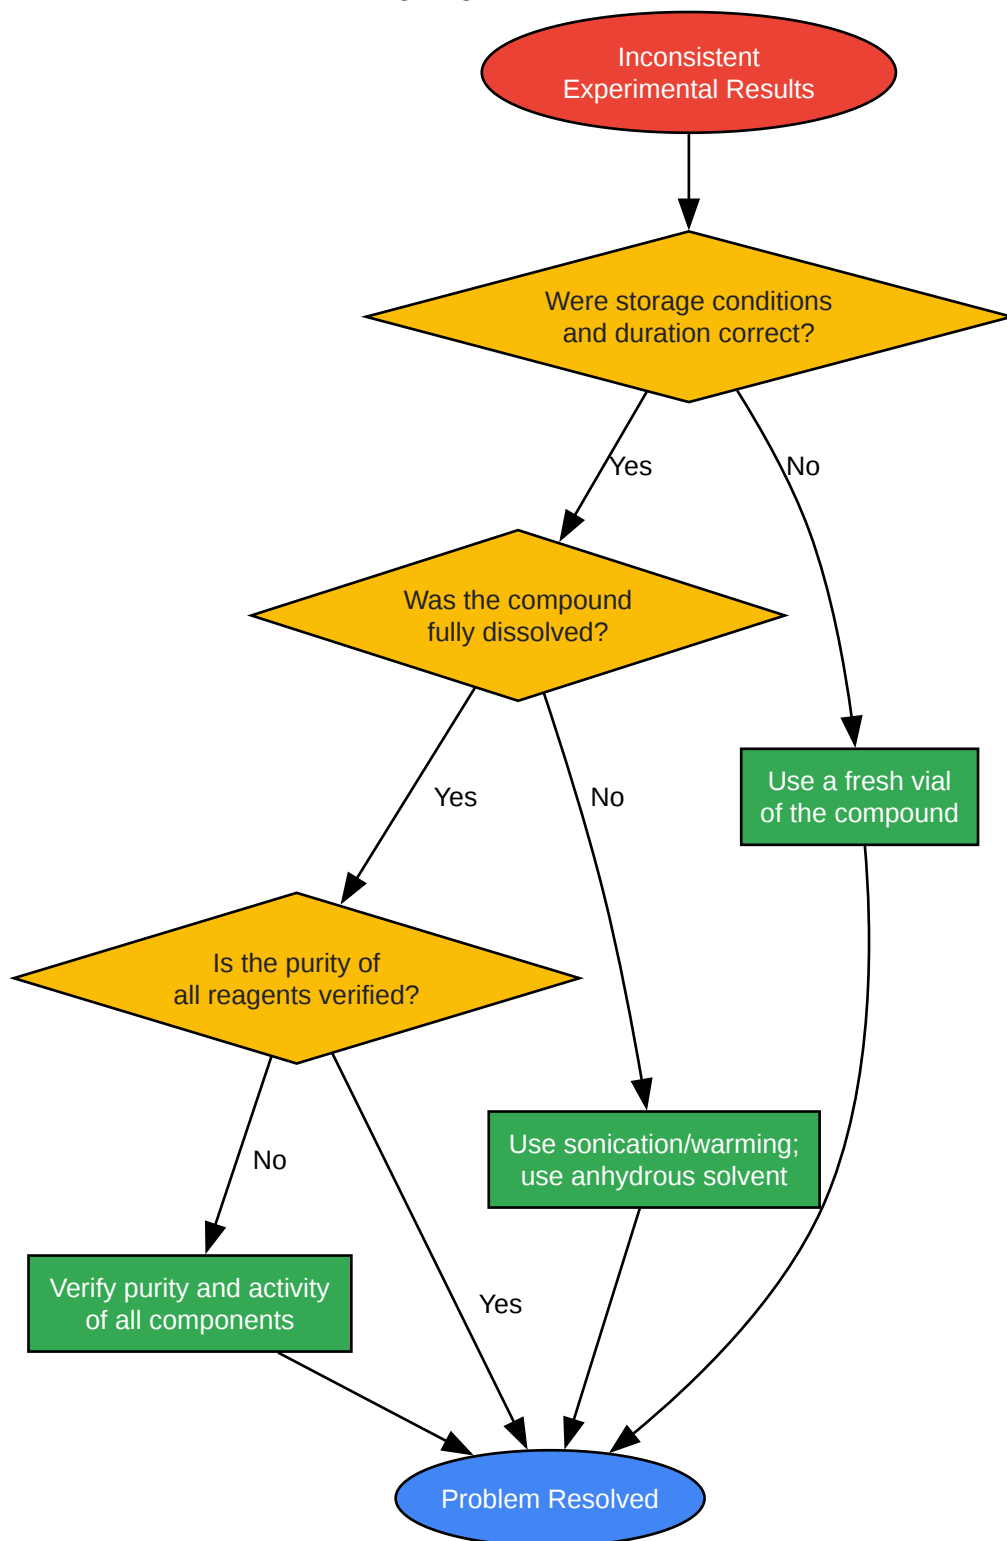 Inconsistent
Experimental Results
Were storage conditions
and duration correct?
Yes
No
Was the compound
fully dissolved?
Yes
No
Use a fresh vial
of the compound
Is the purity of
all reagents verified?
No
Use sonication/warming;
use anhydrous solvent
Verify purity and activity
of all components
Yes
Problem Resolved